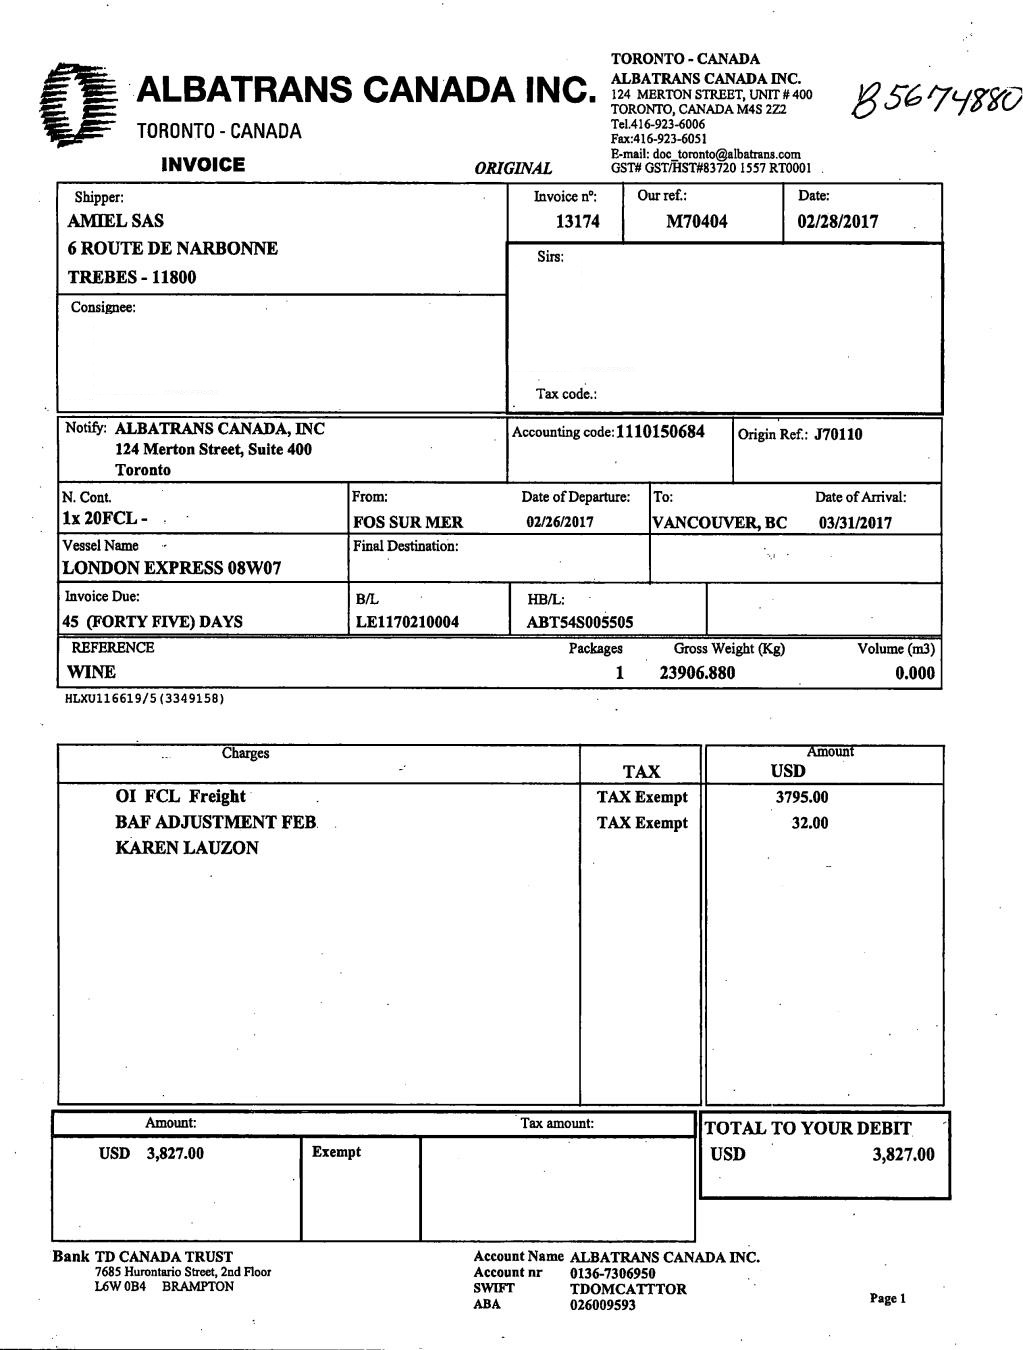 ALBATRANS CANADA INC.
TORONTO - CANADA
INVOICE
ORIGINAL
TORONTO - CANADA
ALBATRANS CANADA INC.
124 MERTON STREET, UNIT # 400
TORONTO, CANADA M4S 2Z2
Tel.416-923-6006
Fax:416-923-6051
E-mail: doc_toronto@albatrans.com
GST# GST/HST#83720 1557 RT0001
B5674880
Shipper:
AMIEL SAS
6 ROUTE DE NARBONNE
TREBES - 11800
Invoice nº: Our ref.: Date:
13174 M70404 02/28/2017
Sirs:
Consignee:
Tax code.:
Notify: ALBATRANS CANADA, INC
124 Merton Street, Suite 400
Toronto
Accounting code: 1110150684
Origin Ref.: J70110
N. Cont. From: Date of Departure: To: Date of Arrival:
1x 20FCL - FOS SUR MER 02/26/2017 VANCOUVER, BC 03/31/2017
Vessel Name Final Destination:
LONDON EXPRESS 08W07
Invoice Due: B/L HB/L:
45 (FORTY FIVE) DAYS LE1170210004 ABT54S005505
REFERENCE Packages Gross Weight (Kg) Volume (m3)
WINE 1 23906.880 0.000
HLXU116619/5(3349158)
Charges TAX Amount
USD
OI FCL Freight TAX Exempt 3795.00
BAF ADJUSTMENT FEB TAX Exempt 32.00
KAREN LAUZON
Amount: Tax amount: TOTAL TO YOUR DEBIT
USD 3,827.00 Exempt USD 3,827.00
Bank TD CANADA TRUST
7685 Hurontario Street, 2nd Floor
L6W 0B4 BRAMPTON
Account Name ALBATRANS CANADA INC.
Account nr 0136-7306950
SWIFT TDOMCATTTOR
ABA 026009593
Page 1